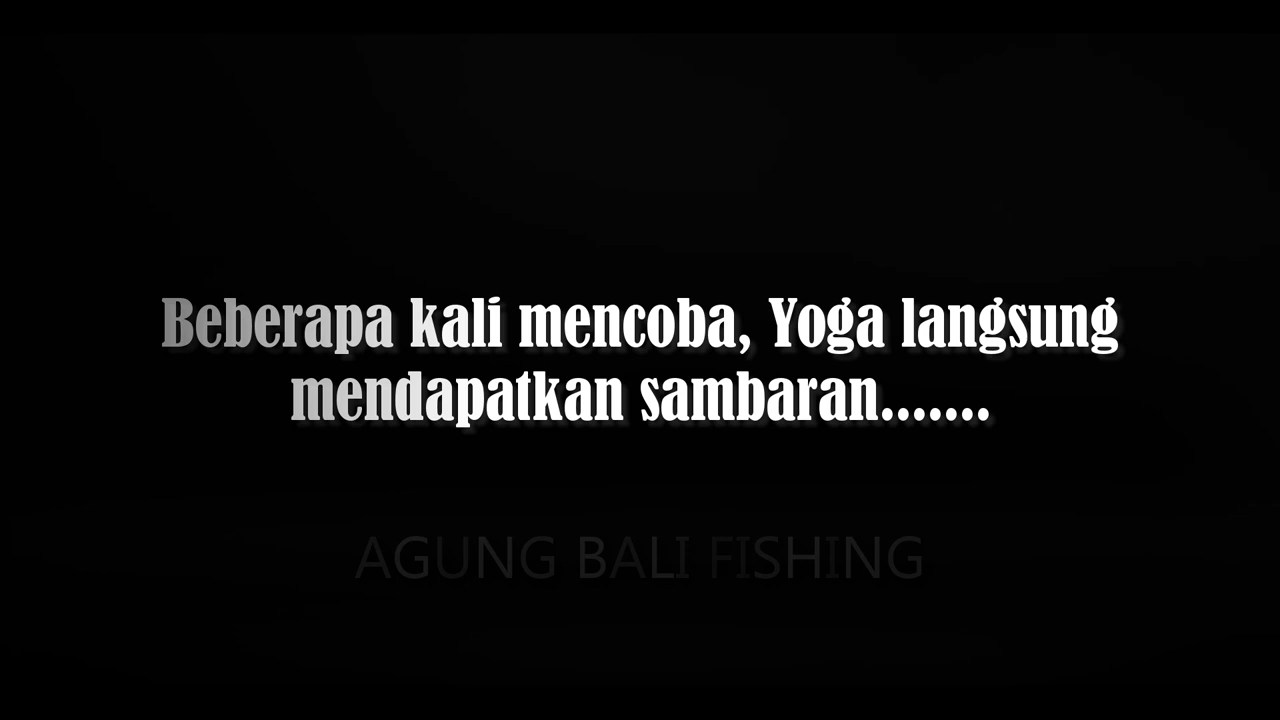 Beberapa kali mencoba, Yoga langsung
mendapatkan sambaran.......
AGUNG BALI FISHING